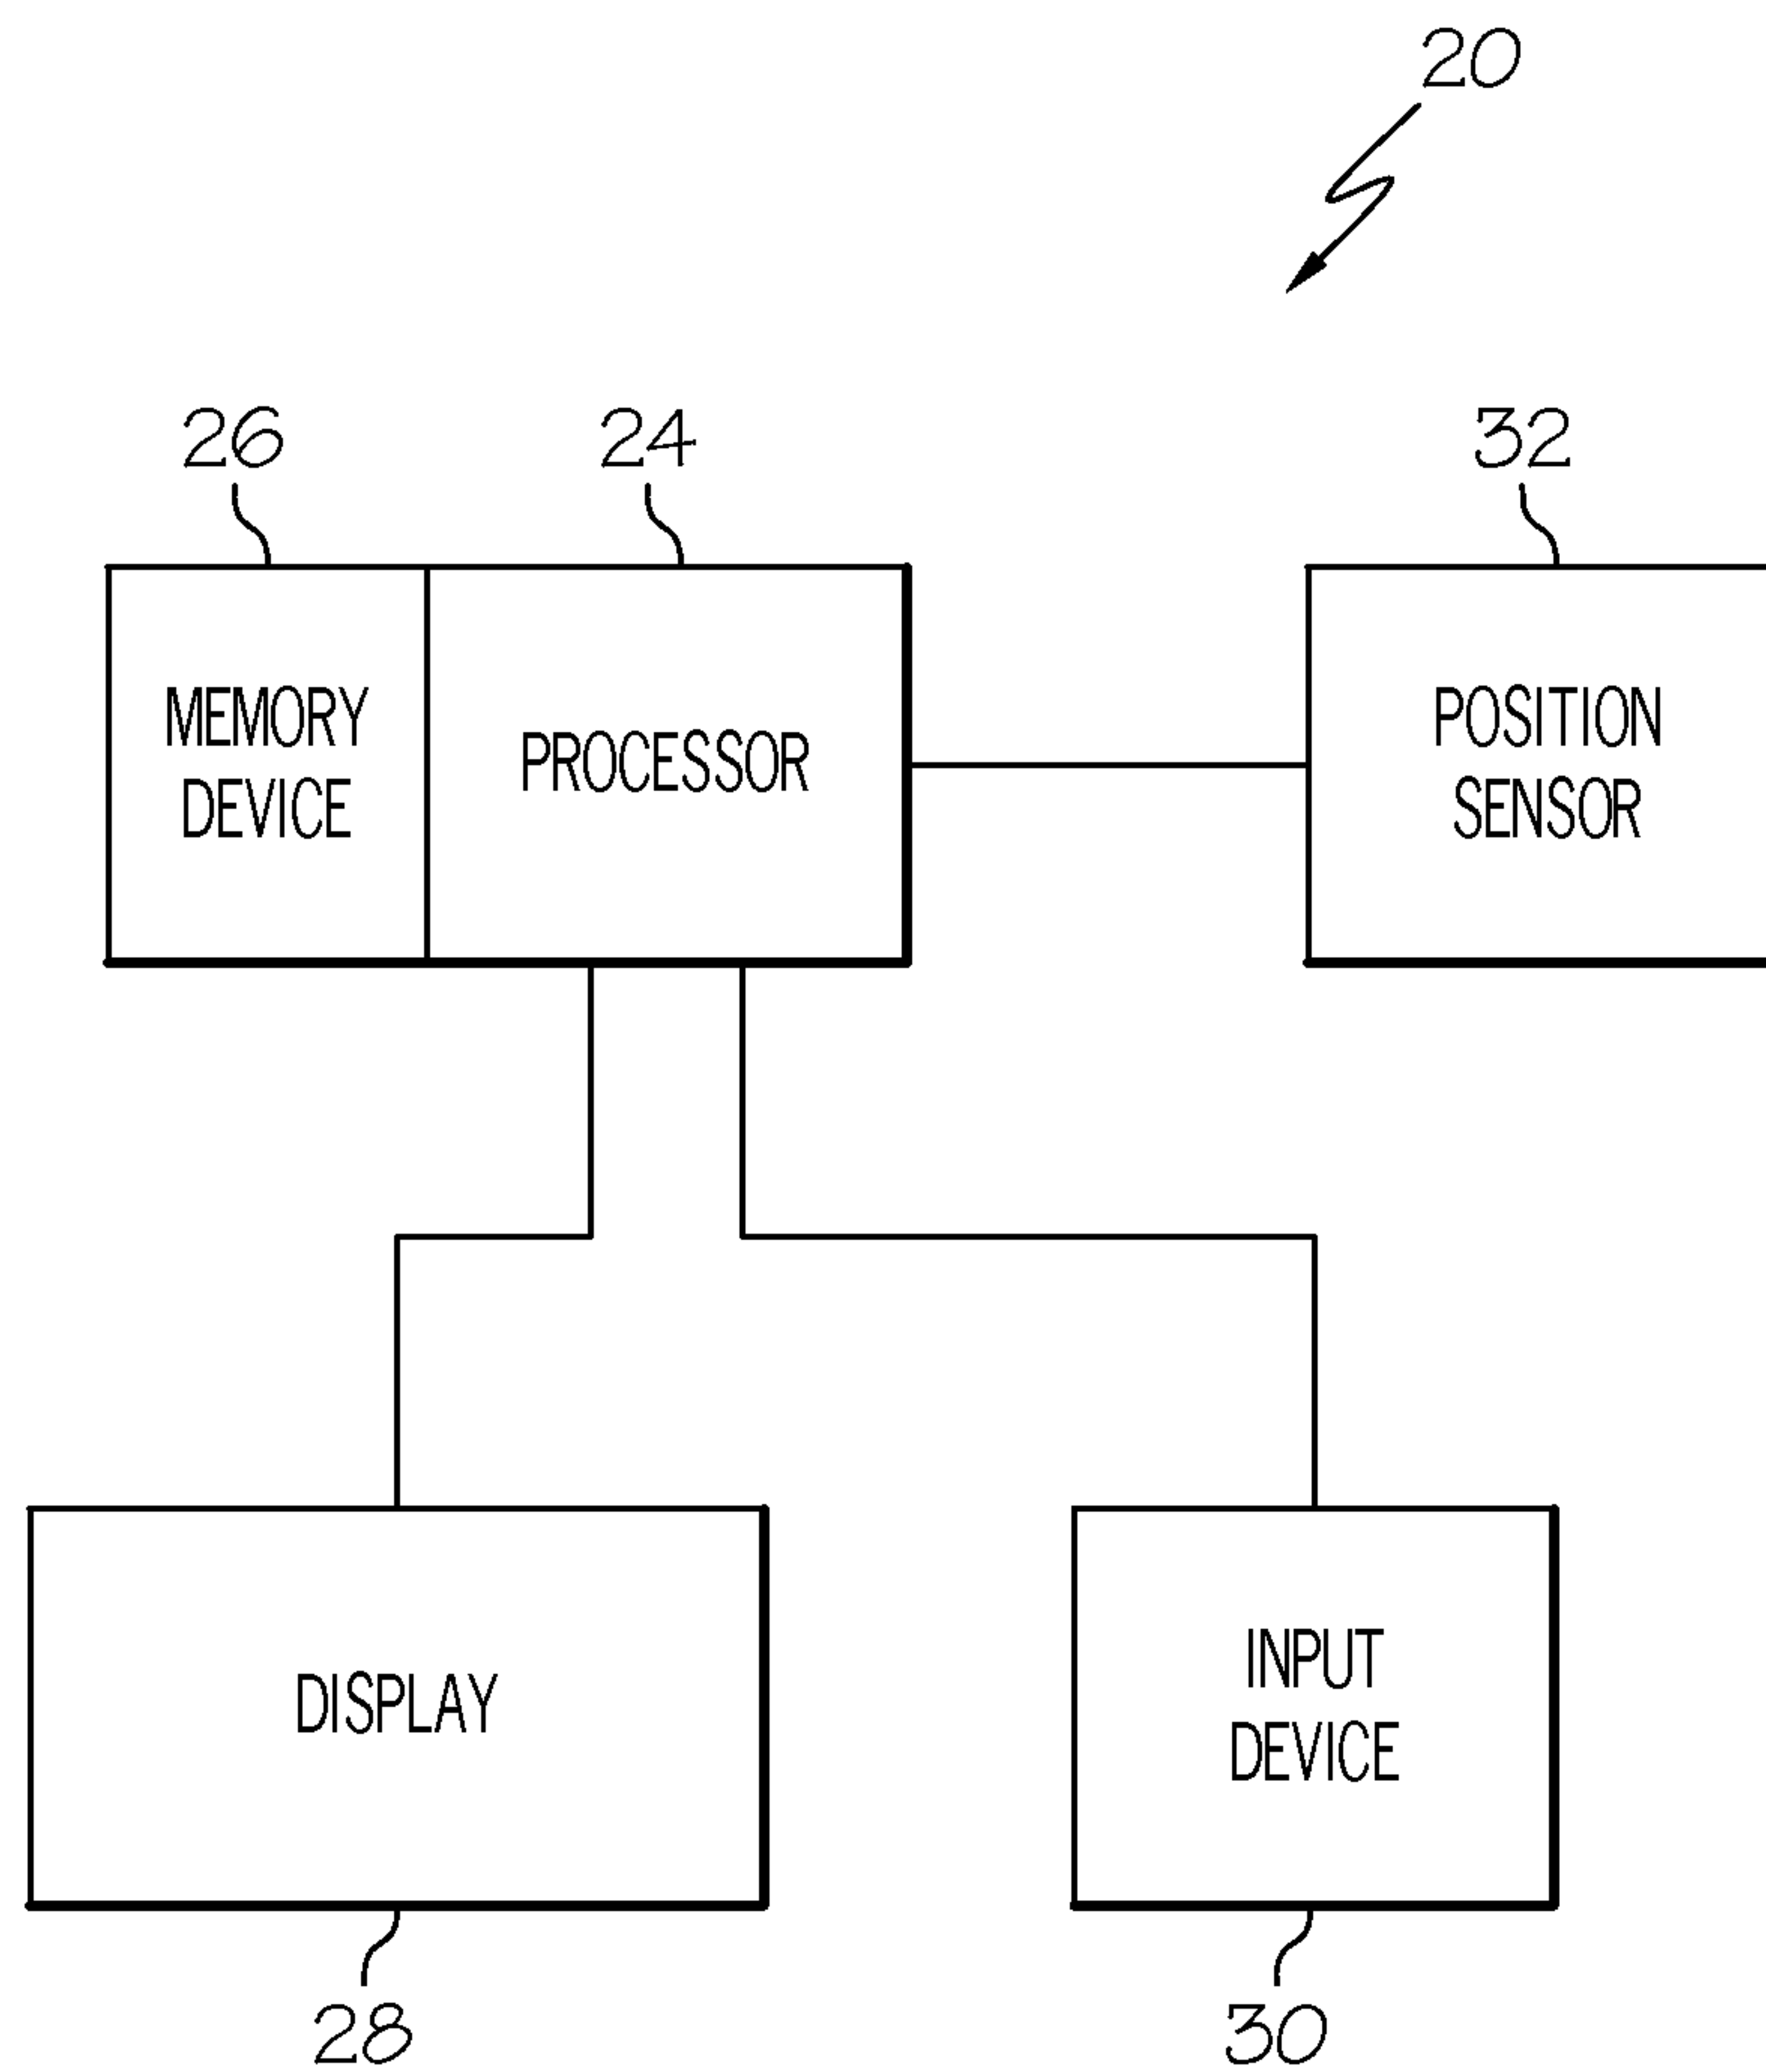 20
26
24
32
MEMORY
DEVICE
PROCESSOR
POSITION
SENSOR
DISPLAY
INPUT
DEVICE
28
30